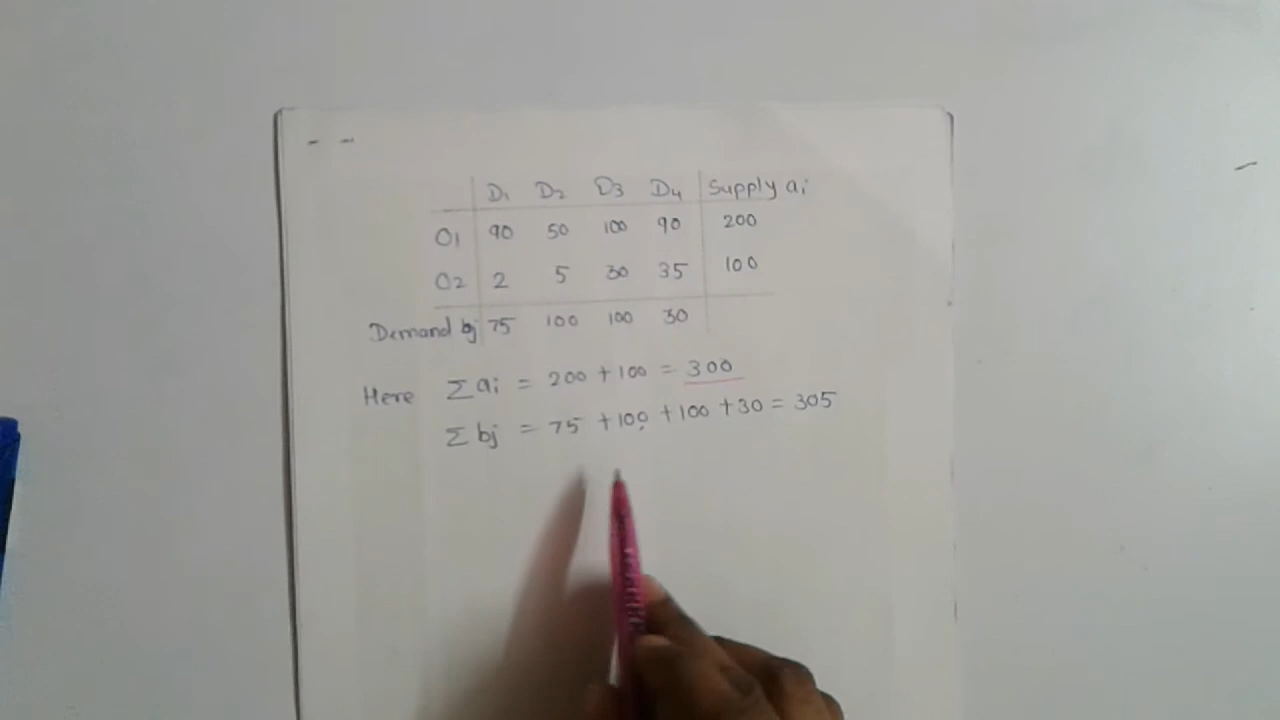 D1 D2 D3 D4 Supply ai
O1 90 50 100 90 200
O2 2 5 30 35 100
Demand bj 75 100 100 30
Here Σai = 200 + 100 = 300
Σbj = 75 + 100 + 100 + 30 = 305